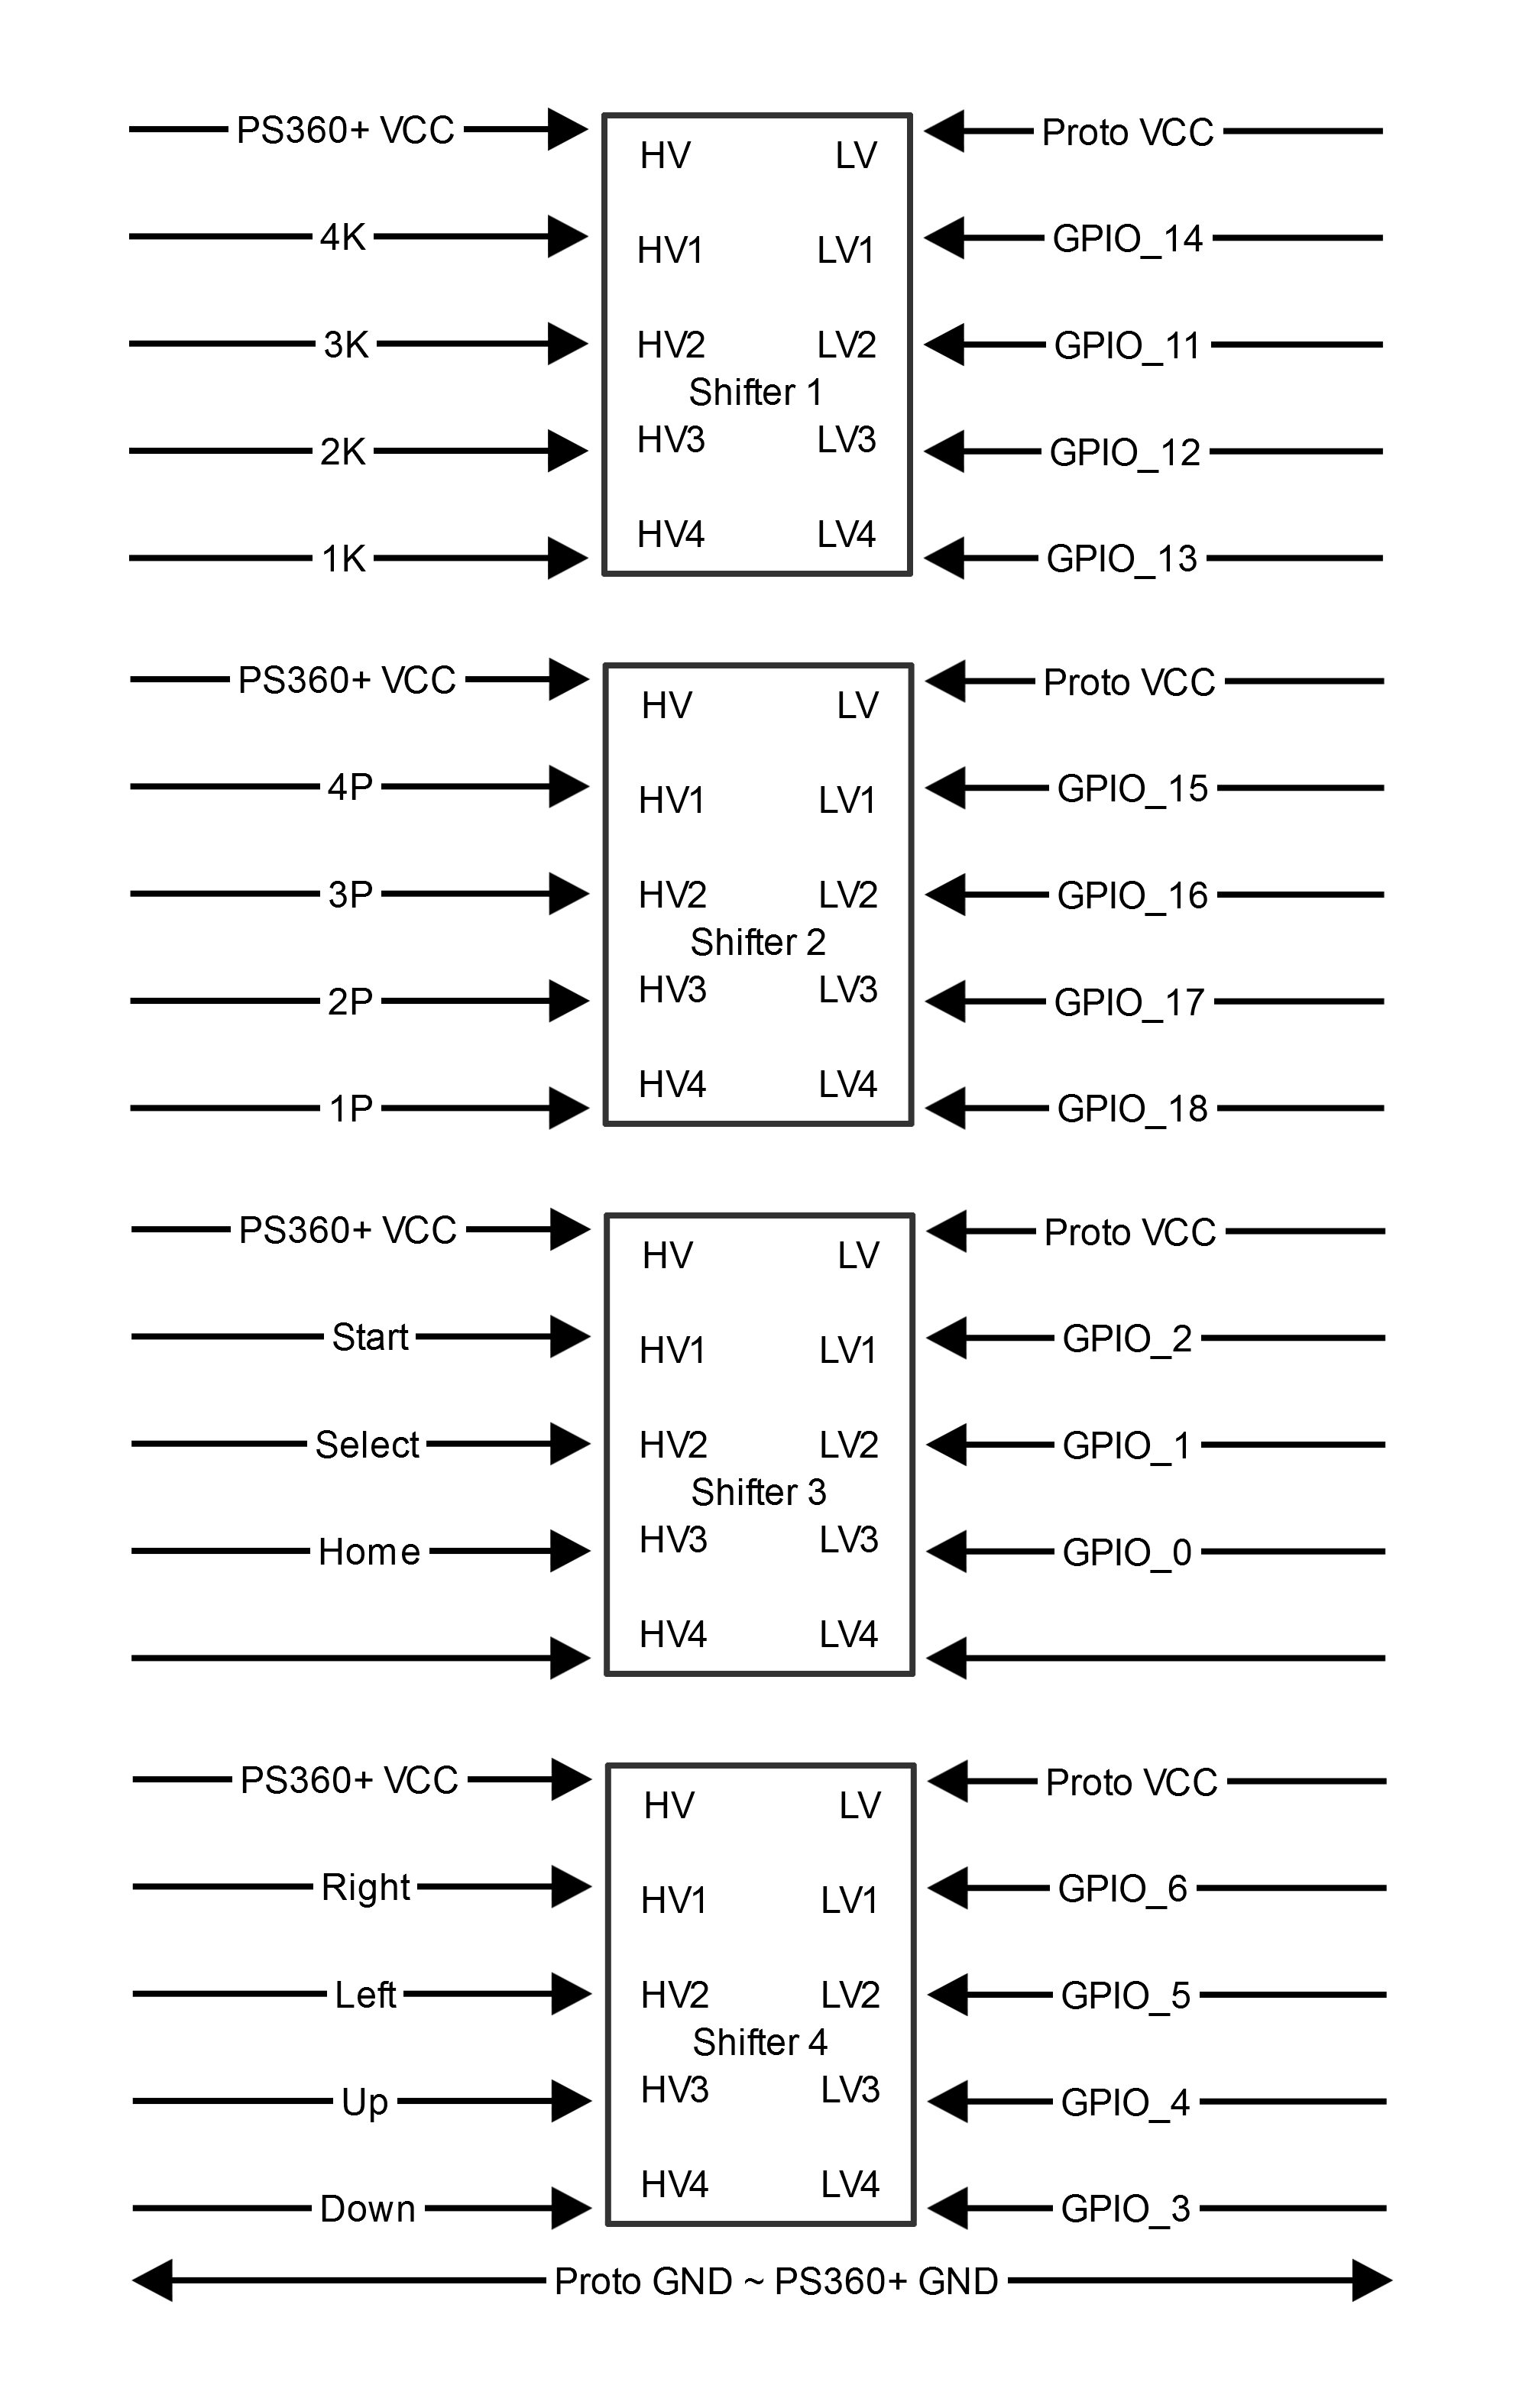 PS360+ VCC HV LV Proto VCC
4K HV1 LV1 GPIO_14
3K HV2 LV2 GPIO_11
Shifter 1
2K HV3 LV3 GPIO_12
1K HV4 LV4 GPIO_13
PS360+ VCC HV LV Proto VCC
4P HV1 LV1 GPIO_15
3P HV2 LV2 GPIO_16
Shifter 2
2P HV3 LV3 GPIO_17
1P HV4 LV4 GPIO_18
PS360+ VCC HV LV Proto VCC
Start HV1 LV1 GPIO_2
Select HV2 LV2 GPIO_1
Shifter 3
Home HV3 LV3 GPIO_0
HV4 LV4
PS360+ VCC HV LV Proto VCC
Right HV1 LV1 GPIO_6
Left HV2 LV2 GPIO_5
Shifter 4
Up HV3 LV3 GPIO_4
Down HV4 LV4 GPIO_3
Proto GND ~ PS360+ GND